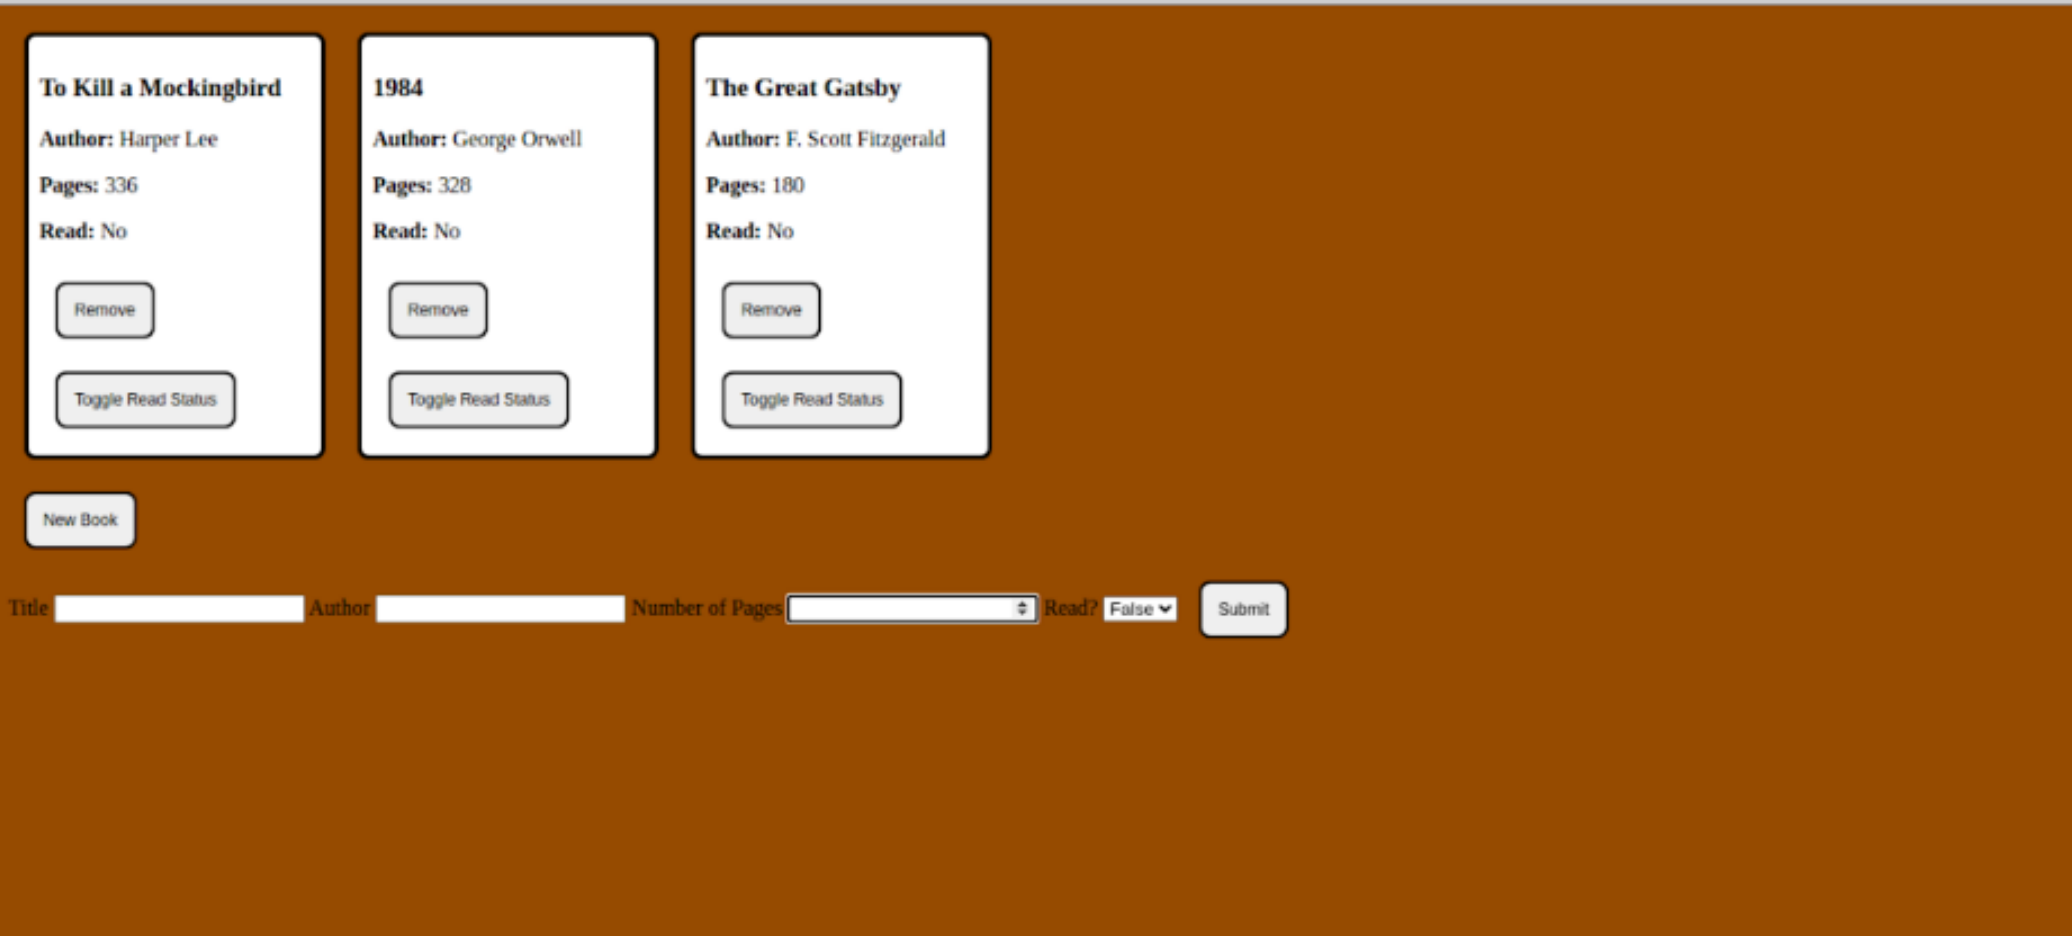 To Kill a Mockingbird
Author: Harper Lee
Pages: 336
Read: No
Remove
Toggle Read Status
1984
Author: George Orwell
Pages: 328
Read: No
Remove
Toggle Read Status
The Great Gatsby
Author: F. Scott Fitzgerald
Pages: 180
Read: No
Remove
Toggle Read Status
New Book
Title Author Number of Pages Read? False Submit